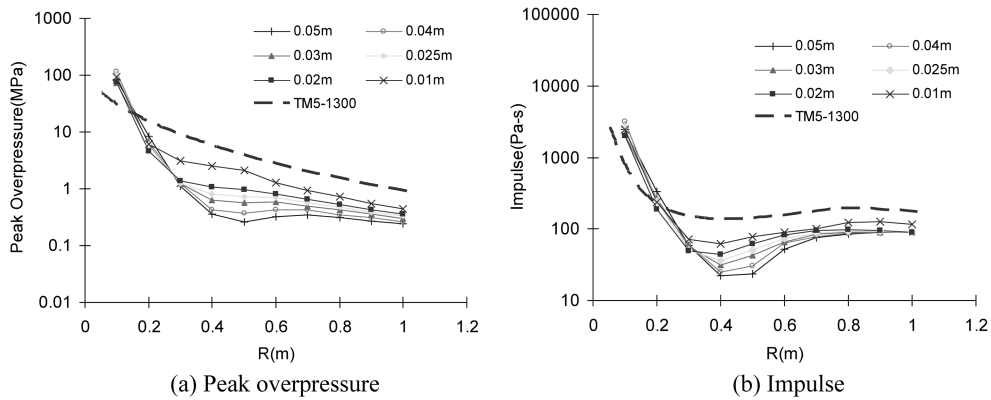 1000
100
10
1
0.1
0.01
Peak Overpressure(MPa)
0.05m
0.04m
0.03m
0.025m
0.02m
0.01m
TM5-1300
0
0.2
0.4
0.6
0.8
1
1.2
R(m)
(a) Peak overpressure
100000
10000
1000
100
10
Impulse(Pa-s)
0.05m
0.04m
0.03m
0.025m
0.02m
0.01m
TM5-1300
0
0.2
0.4
0.6
0.8
1
1.2
R(m)
(b) Impulse